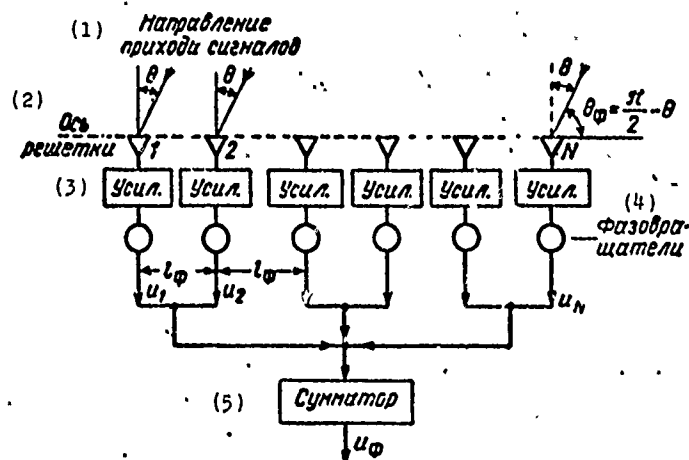 (1) Направление
прихода сигналов
θ θ θ
(2) Ось
решетки
θ_ф = π/2 - θ
1 2 N
(3) Усил. Усил. Усил. Усил. Усил. Усил.
(4)
Фазовра-
щатели
l_ф l_ф
u_1 u_2 u_N
(5) Сумматор
u_ф